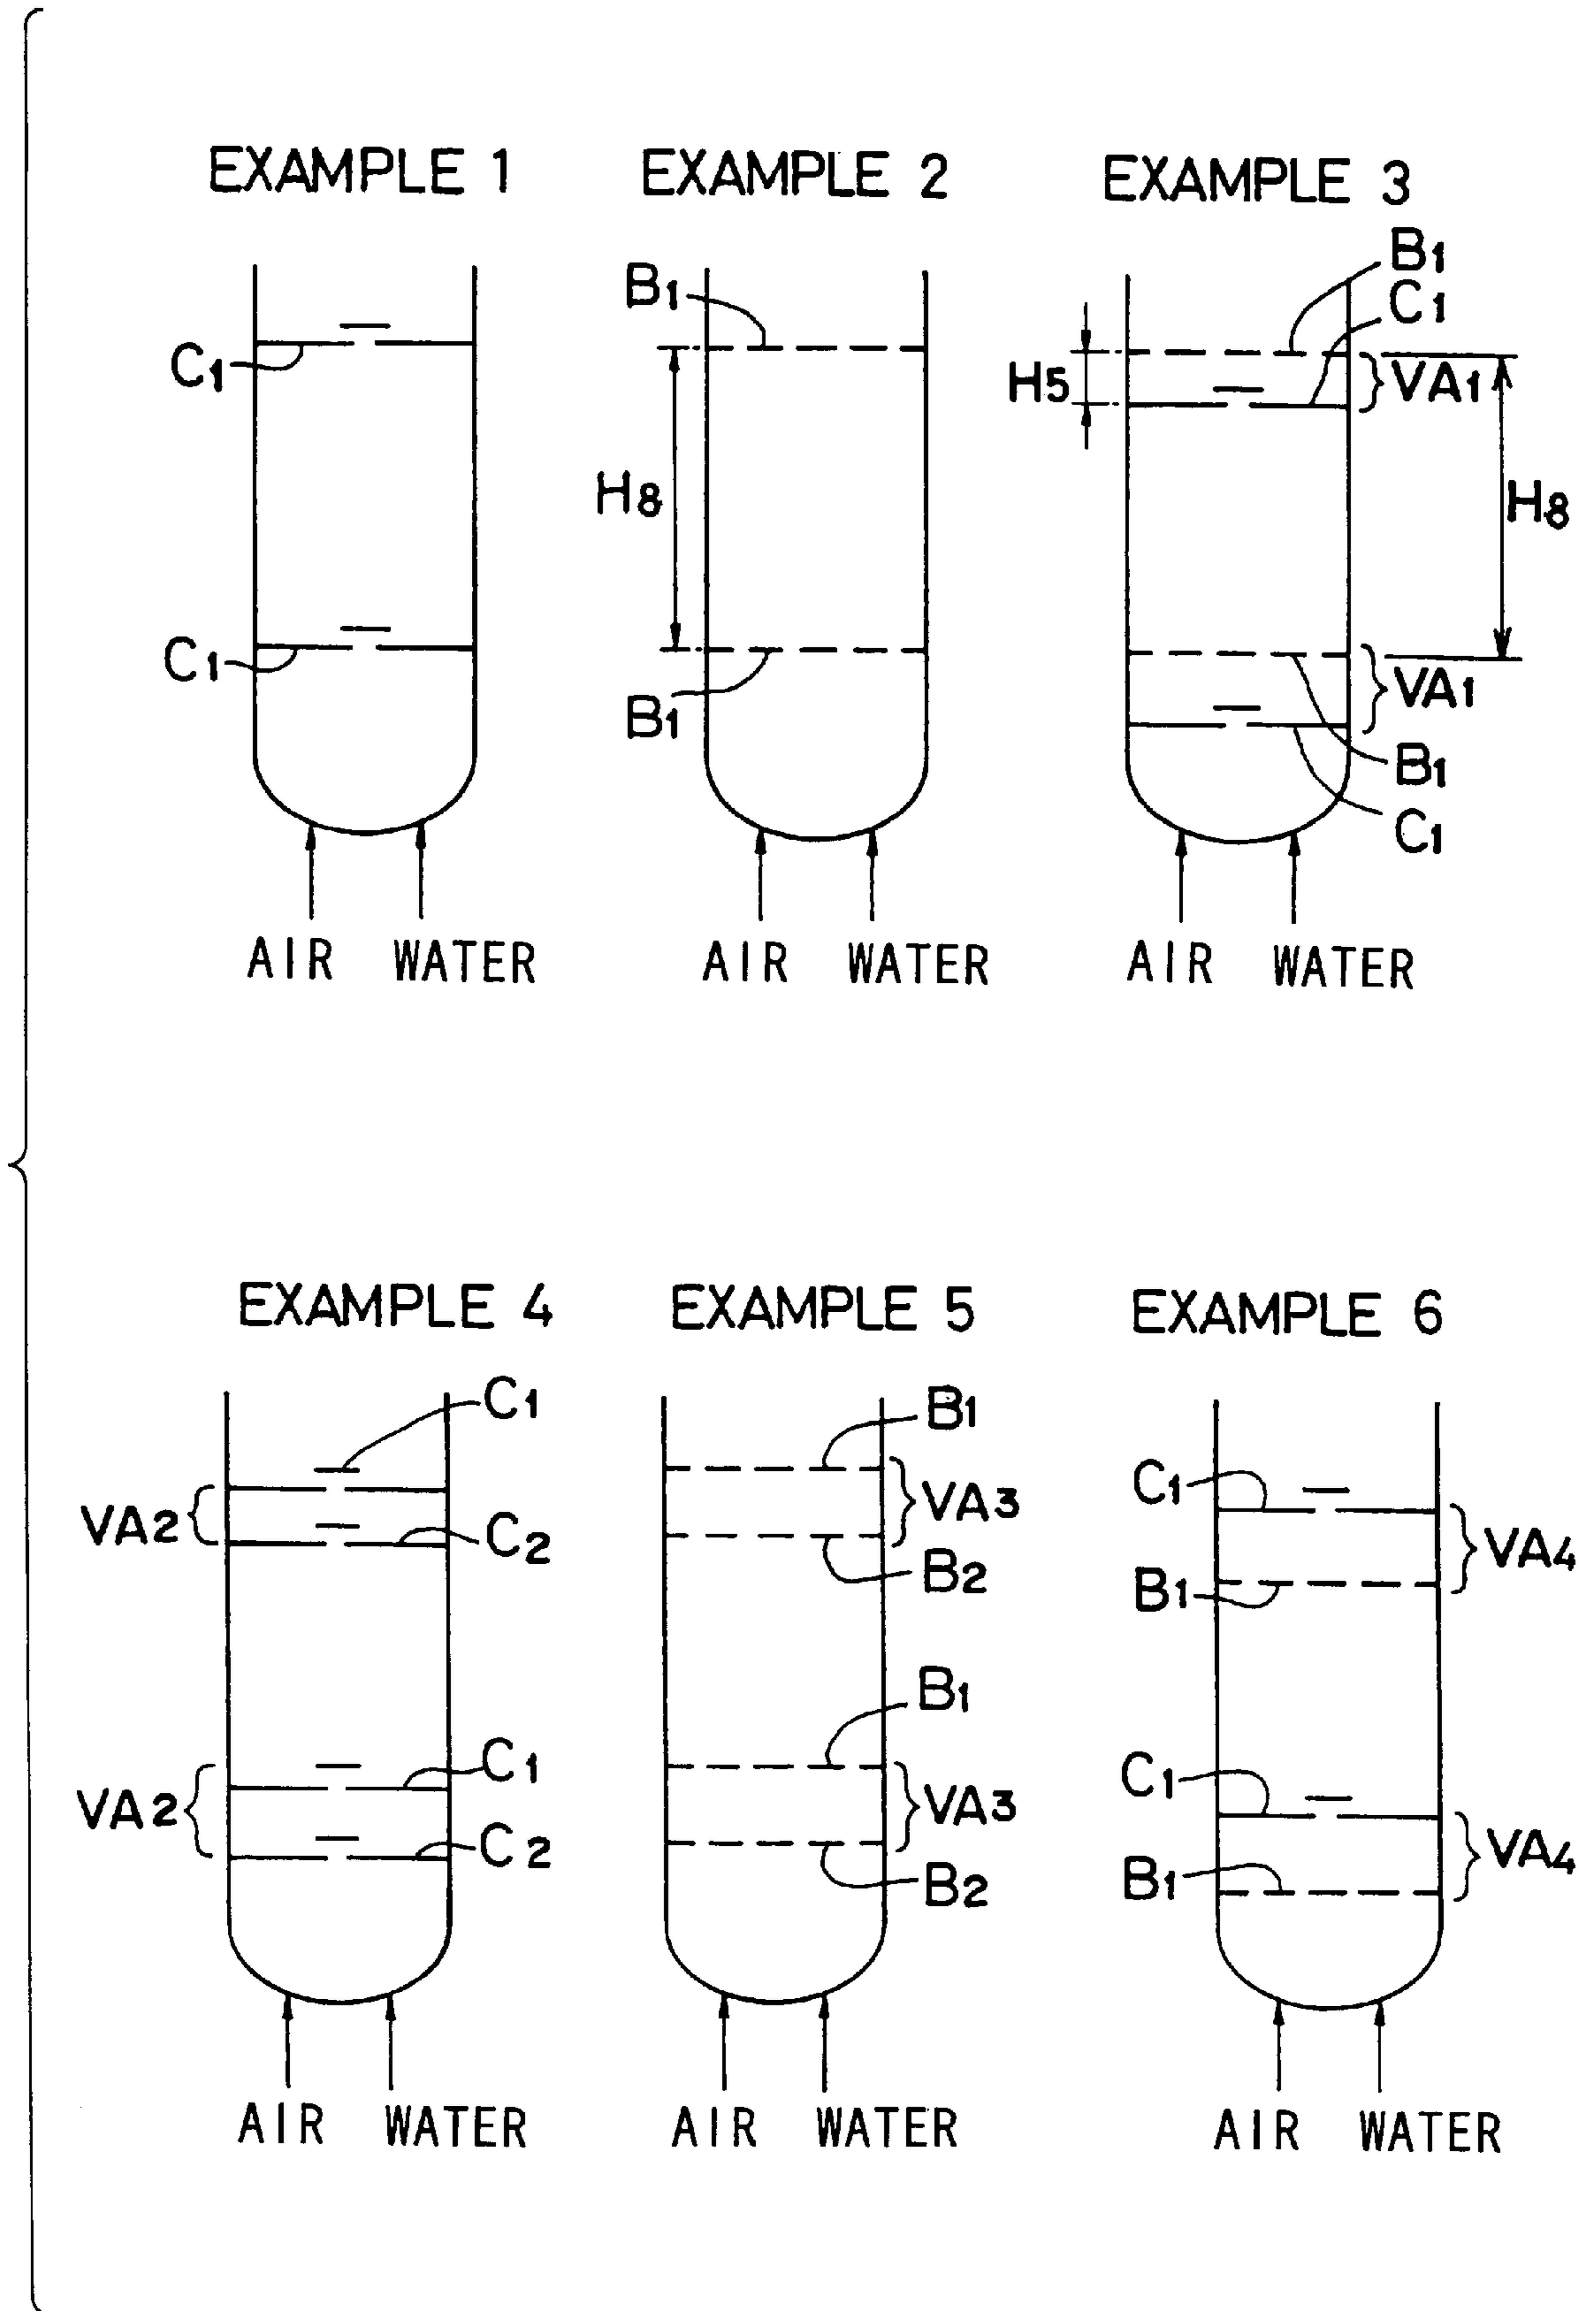 EXAMPLE 1
EXAMPLE 2
EXAMPLE 3
C1
C1
B1
H8
B1
B1
C1
H5
VA1
H8
VA1
B1
C1
AIR WATER
AIR WATER
AIR WATER
EXAMPLE 4
EXAMPLE 5
EXAMPLE 6
C1
VA2
C2
C1
VA2
C2
B1
VA3
B2
B1
VA3
B2
C1
VA4
B1
C1
VA4
B1
AIR WATER
AIR WATER
AIR WATER